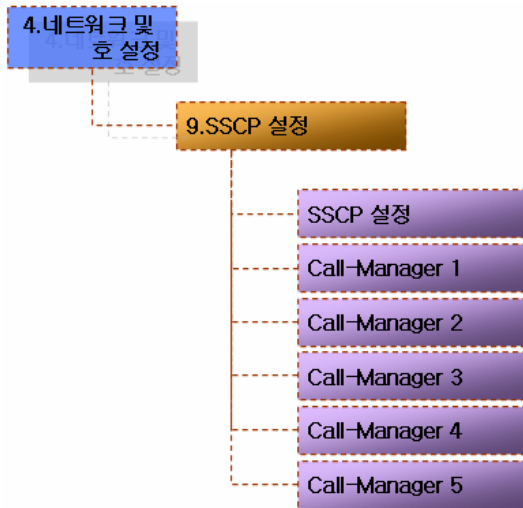 4.네트워크 및
호 설정
9.SSCP 설정
SSCP 설정
Call-Manager 1
Call-Manager 2
Call-Manager 3
Call-Manager 4
Call-Manager 5